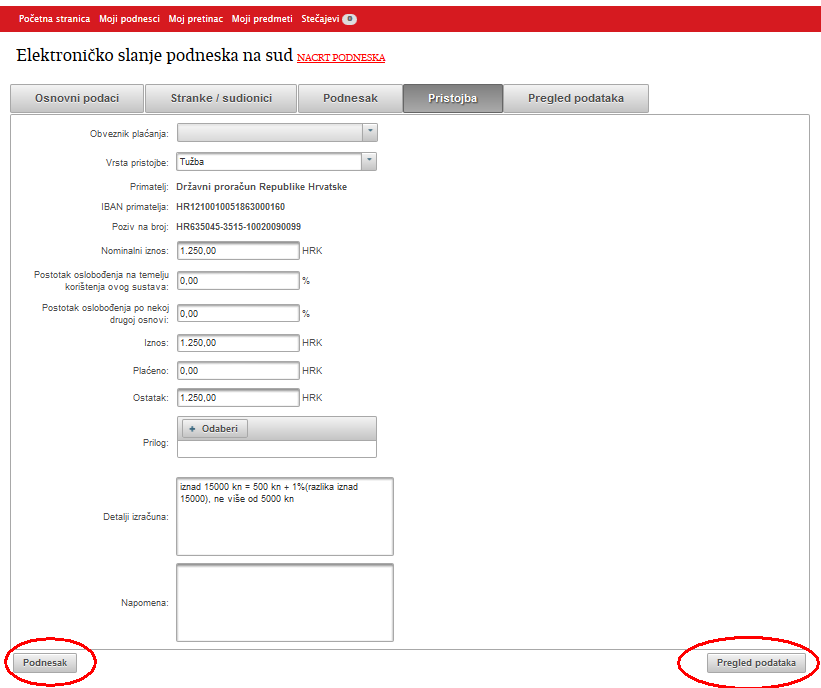 Početna stranica Moji podnesci Moj pretinac Moji predmeti Stečajevi 0
Elektroničko slanje podneska na sud NACRT PODNESKA
Osnovni podaci Stranke / sudionici Podnesak Pristojba Pregled podataka
Obveznik plaćanja:
Vrsta pristojbe: Tužba
Primatelj: Državni proračun Republike Hrvatske
IBAN primatelja: HR1210010051863000160
Poziv na broj: HR635045-3515-10020090099
Nominalni iznos: 1.250,00 HRK
Postotak oslobođenja na temelju
korištenja ovog sustava: 0,00 %
Postotak oslobođenja po nekoj
drugoj osnovi: 0,00 %
Iznos: 1.250,00 HRK
Plaćeno: 0,00 HRK
Ostatak: 1.250,00 HRK
+ Odaberi
Prilog:
iznad 15000 kn = 500 kn + 1%(razlika iznad
15000), ne više od 5000 kn
Detalji izračuna:
Napomena:
Podnesak Pregled podataka